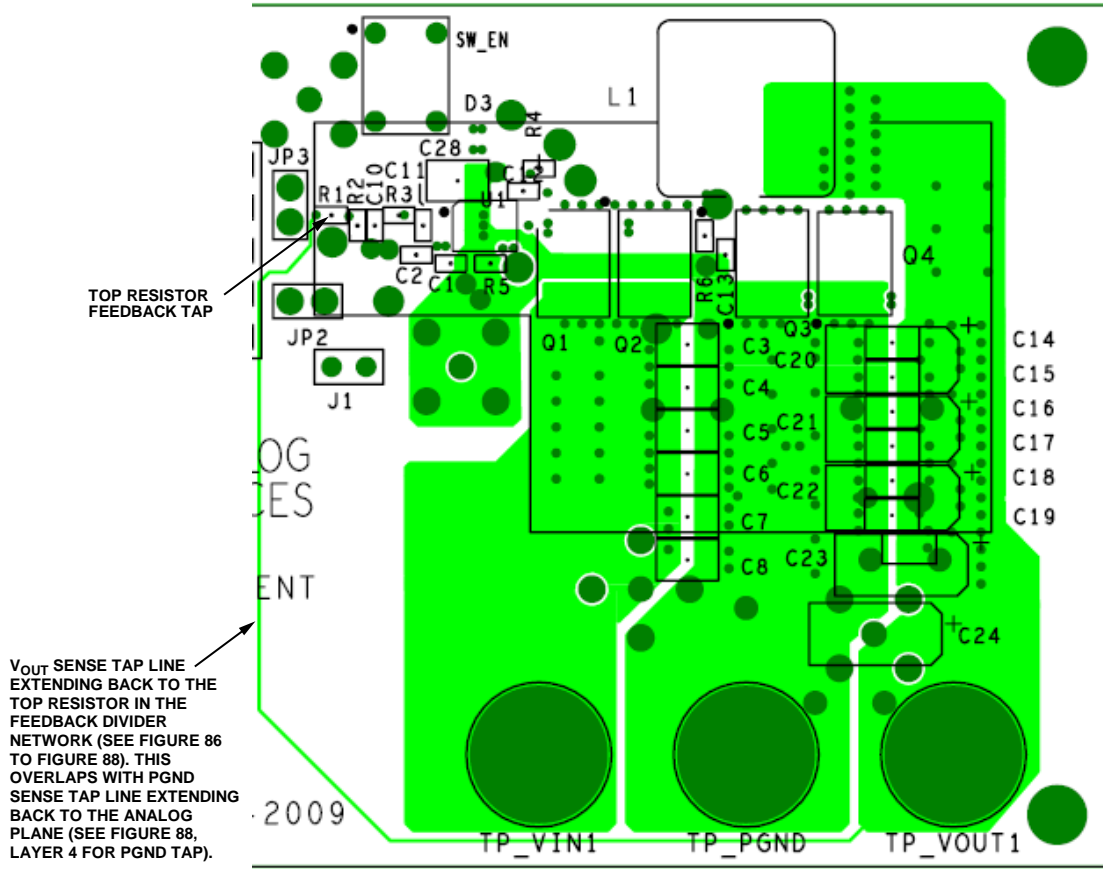 SW_EN
L1
D3
R4
C28
JP3
C11
C12
R1
R2
C10
R3
U1
C2
C1
R5
R6
C13
Q4
TOP RESISTOR
FEEDBACK TAP
JP2
Q1
Q2
C3
Q3
C20
C14
J1
C4
C15
C16
C5
C21
C17
OG
C6
C18
CES
C22
C7
C19
C8
C23
ENT
C24
VOUT SENSE TAP LINE
EXTENDING BACK TO THE
TOP RESISTOR IN THE
FEEDBACK DIVIDER
NETWORK (SEE FIGURE 86
TO FIGURE 88). THIS
OVERLAPS WITH PGND
SENSE TAP LINE EXTENDING
BACK TO THE ANALOG
PLANE (SEE FIGURE 88,
LAYER 4 FOR PGND TAP).
-2009
TP_VIN1
TP_PGND
TP_VOUT1